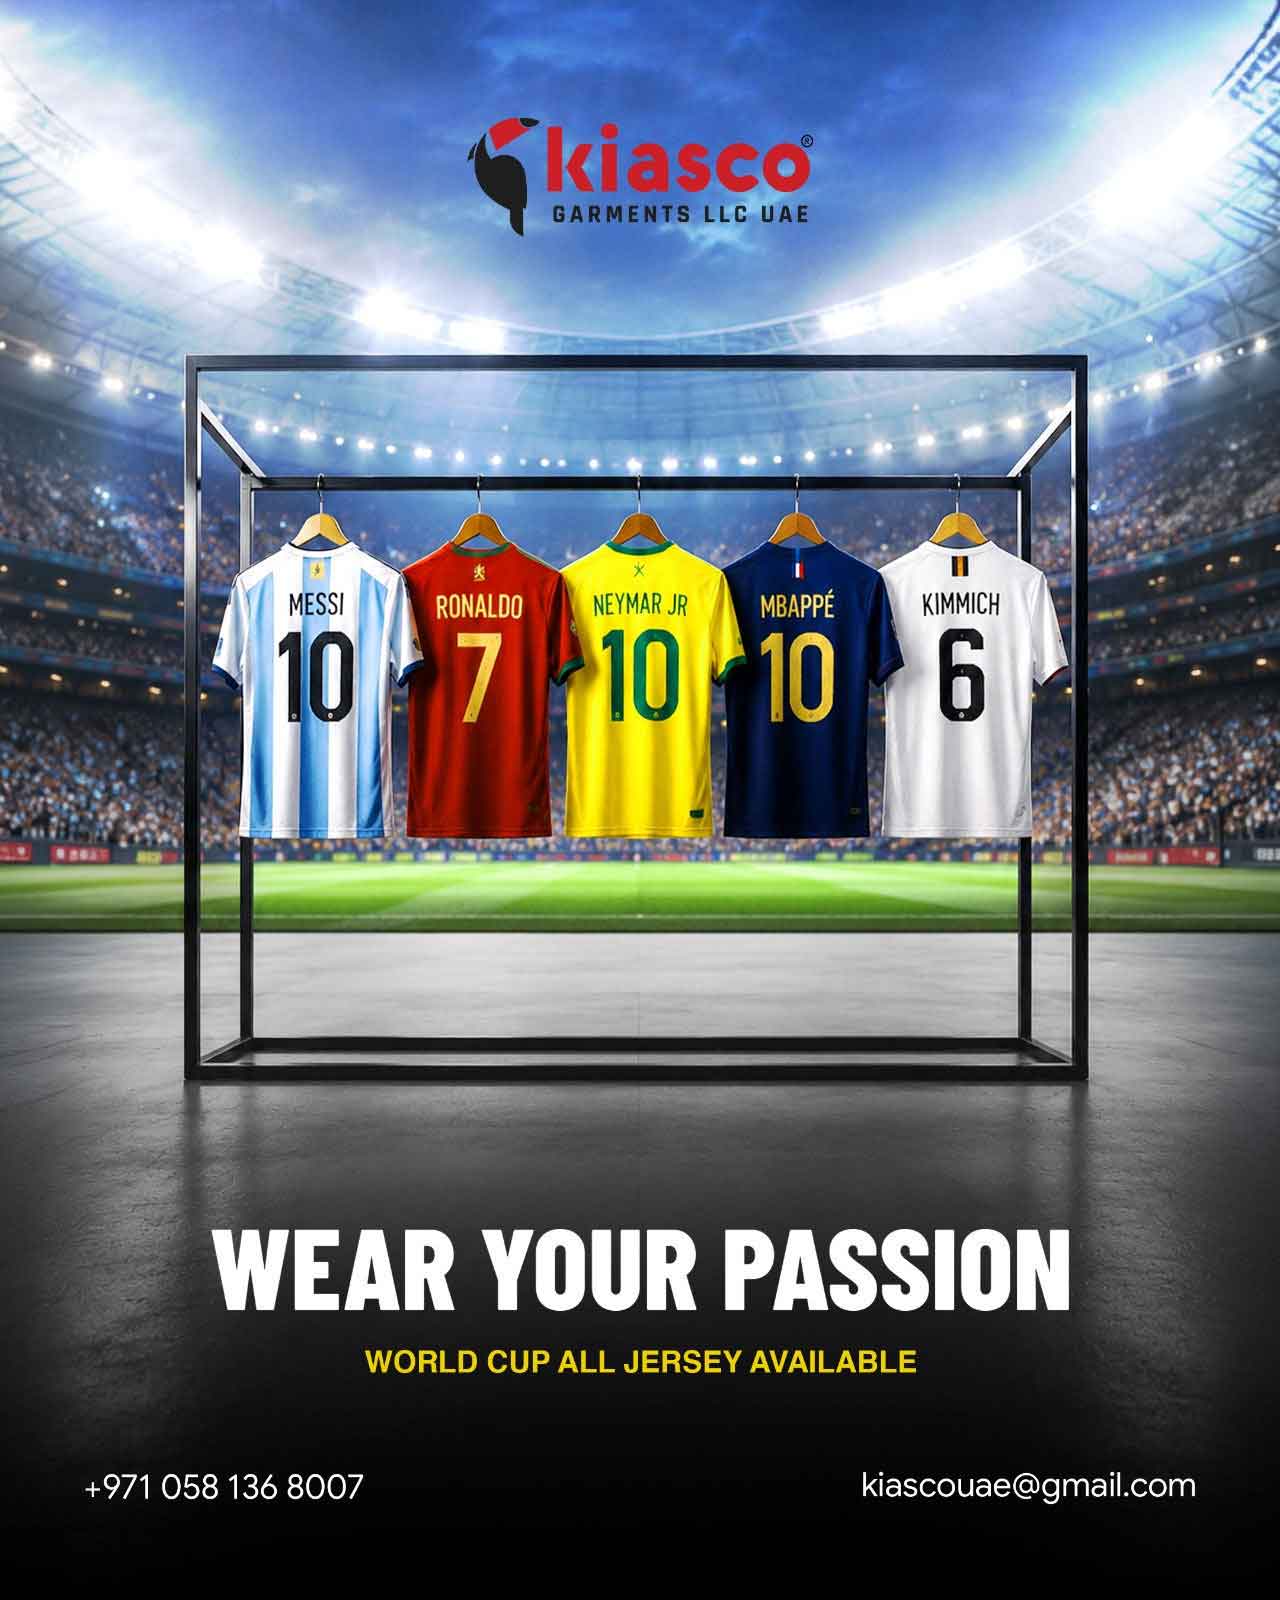 kiasco®
GARMENTS LLC UAE
MESSI
10
RONALDO
7
NEYMAR JR
10
MBAPPÉ
10
KIMMICH
6
WEAR YOUR PASSION
WORLD CUP ALL JERSEY AVAILABLE
+971 058 136 8007
kiascouae@gmail.com